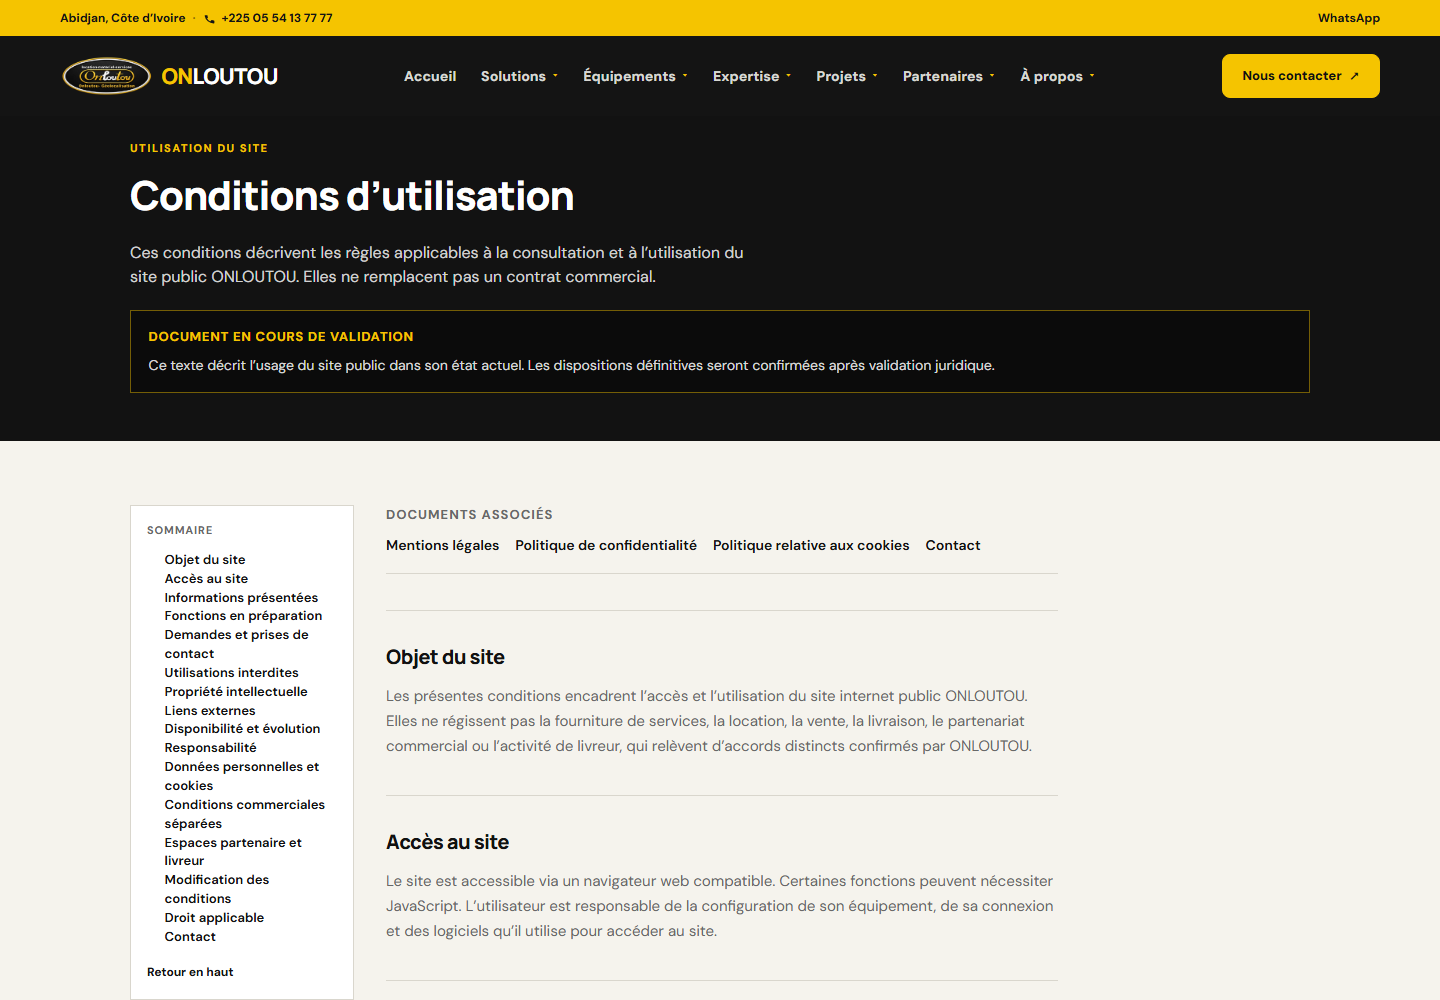 Abidjan, Côte d’Ivoire · +225 05 54 13 77 77
WhatsApp
Onloutou
ONLOUTOU
Accueil
Solutions
Équipements
Expertise
Projets
Partenaires
À propos
Nous contacter ↗
UTILISATION DU SITE
Conditions d’utilisation
Ces conditions décrivent les règles applicables à la consultation et à l’utilisation du
site public ONLOUTOU. Elles ne remplacent pas un contrat commercial.
DOCUMENT EN COURS DE VALIDATION
Ce texte décrit l’usage du site public dans son état actuel. Les dispositions définitives seront confirmées après validation juridique.
SOMMAIRE
Objet du site
Accès au site
Informations présentées
Fonctions en préparation
Demandes et prises de
contact
Utilisations interdites
Propriété intellectuelle
Liens externes
Disponibilité et évolution
Responsabilité
Données personnelles et
cookies
Conditions commerciales
séparées
Espaces partenaire et
livreur
Modification des
conditions
Droit applicable
Contact
Retour en haut
DOCUMENTS ASSOCIÉS
Mentions légales Politique de confidentialité Politique relative aux cookies Contact
Objet du site
Les présentes conditions encadrent l’accès et l’utilisation du site internet public ONLOUTOU.
Elles ne régissent pas la fourniture de services, la location, la vente, la livraison, le partenariat
commercial ou l’activité de livreur, qui relèvent d’accords distincts confirmés par ONLOUTOU.
Accès au site
Le site est accessible via un navigateur web compatible. Certaines fonctions peuvent nécessiter
JavaScript. L’utilisateur est responsable de la configuration de son équipement, de sa connexion
et des logiciels qu’il utilise pour accéder au site.